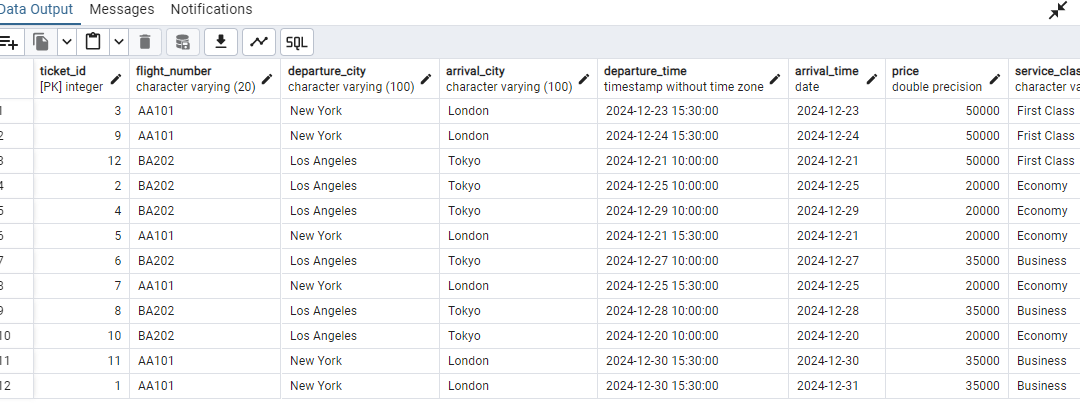 Data Output Messages Notifications
SQL
ticket_id flight_number departure_city arrival_city departure_time arrival_time price service_clas
[PK] integer character varying (20) character varying (100) character varying (100) timestamp without time zone date double precision character va
1 3 AA101 New York London 2024-12-23 15:30:00 2024-12-23 50000 First Class
2 9 AA101 New York London 2024-12-24 15:30:00 2024-12-24 50000 Frist Class
3 12 BA202 Los Angeles Tokyo 2024-12-21 10:00:00 2024-12-21 50000 First Class
4 2 BA202 Los Angeles Tokyo 2024-12-25 10:00:00 2024-12-25 20000 Economy
5 4 BA202 Los Angeles Tokyo 2024-12-29 10:00:00 2024-12-29 20000 Economy
6 5 AA101 New York London 2024-12-21 15:30:00 2024-12-21 20000 Economy
7 6 BA202 Los Angeles Tokyo 2024-12-27 10:00:00 2024-12-27 35000 Business
8 7 AA101 New York London 2024-12-25 15:30:00 2024-12-25 20000 Economy
9 8 BA202 Los Angeles Tokyo 2024-12-28 10:00:00 2024-12-28 35000 Business
10 10 BA202 Los Angeles Tokyo 2024-12-20 10:00:00 2024-12-20 20000 Economy
11 11 AA101 New York London 2024-12-30 15:30:00 2024-12-30 35000 Business
12 1 AA101 New York London 2024-12-30 15:30:00 2024-12-31 35000 Business